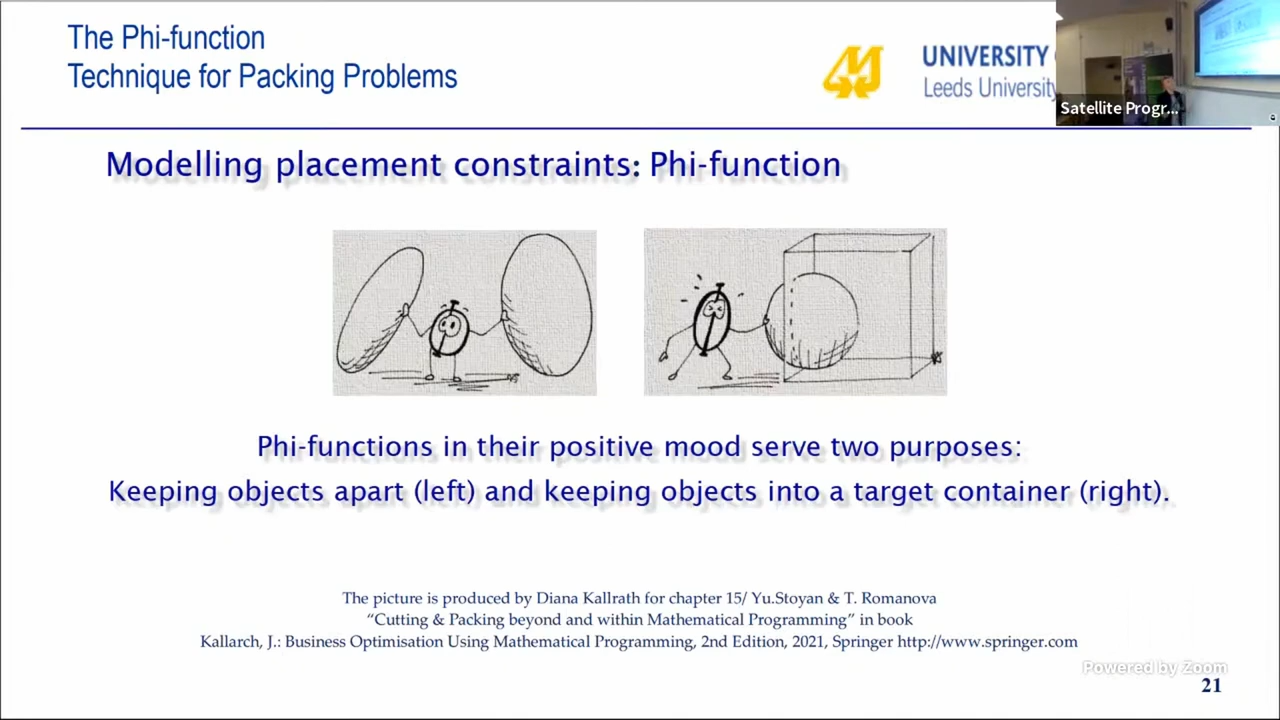 The Phi-function
Technique for Packing Problems
UNIVERSITY
Leeds University
Satellite Progr...
Modelling placement constraints: Phi-function
Phi-functions in their positive mood serve two purposes:
Keeping objects apart (left) and keeping objects into a target container (right).
The picture is produced by Diana Kallrath for chapter 15/ Yu.Stoyan & T. Romanova
“Cutting & Packing beyond and within Mathematical Programming” in book
Kallarch, J.: Business Optimisation Using Mathematical Programming, 2nd Edition, 2021, Springer http://www.springer.com
Powered by Zoom
21